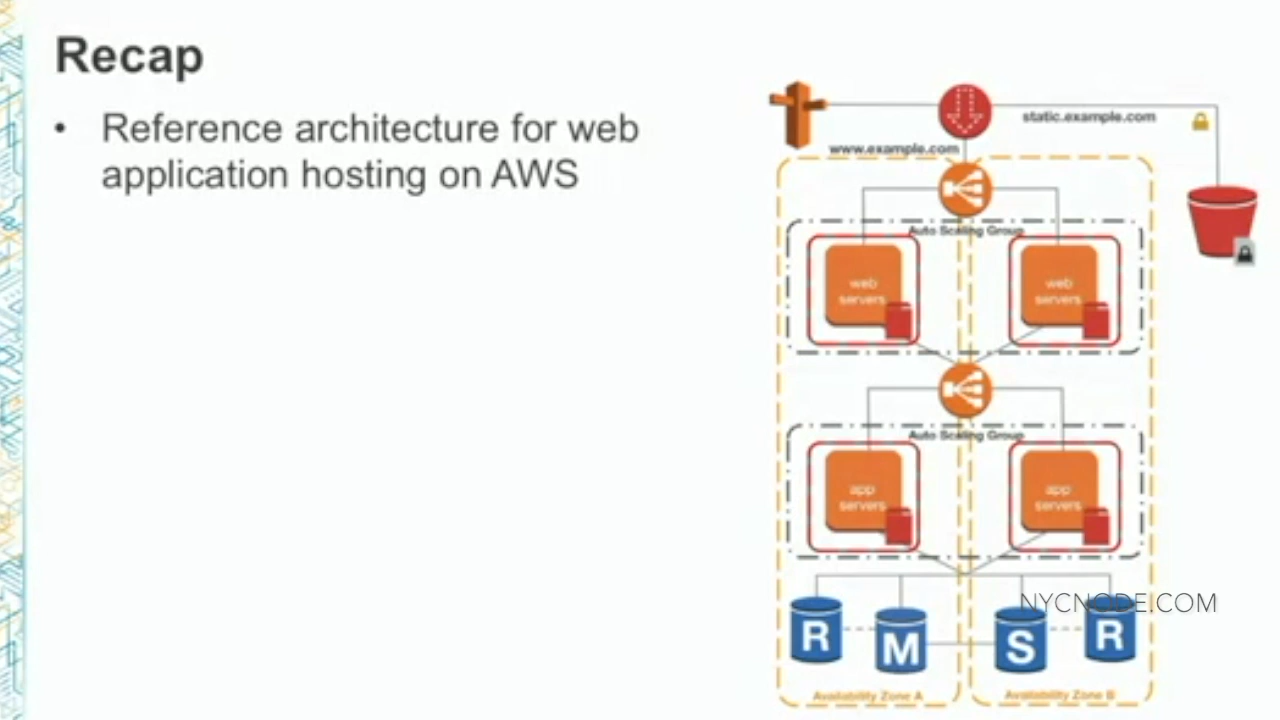 Recap
• Reference architecture for web
application hosting on AWS
static.example.com
www.example.com
Auto Scaling Group
web
servers
web
servers
Auto Scaling Group
app
servers
app
servers
NYCNODE.COM
R
M
S
R
Availability Zone A
Availability Zone B